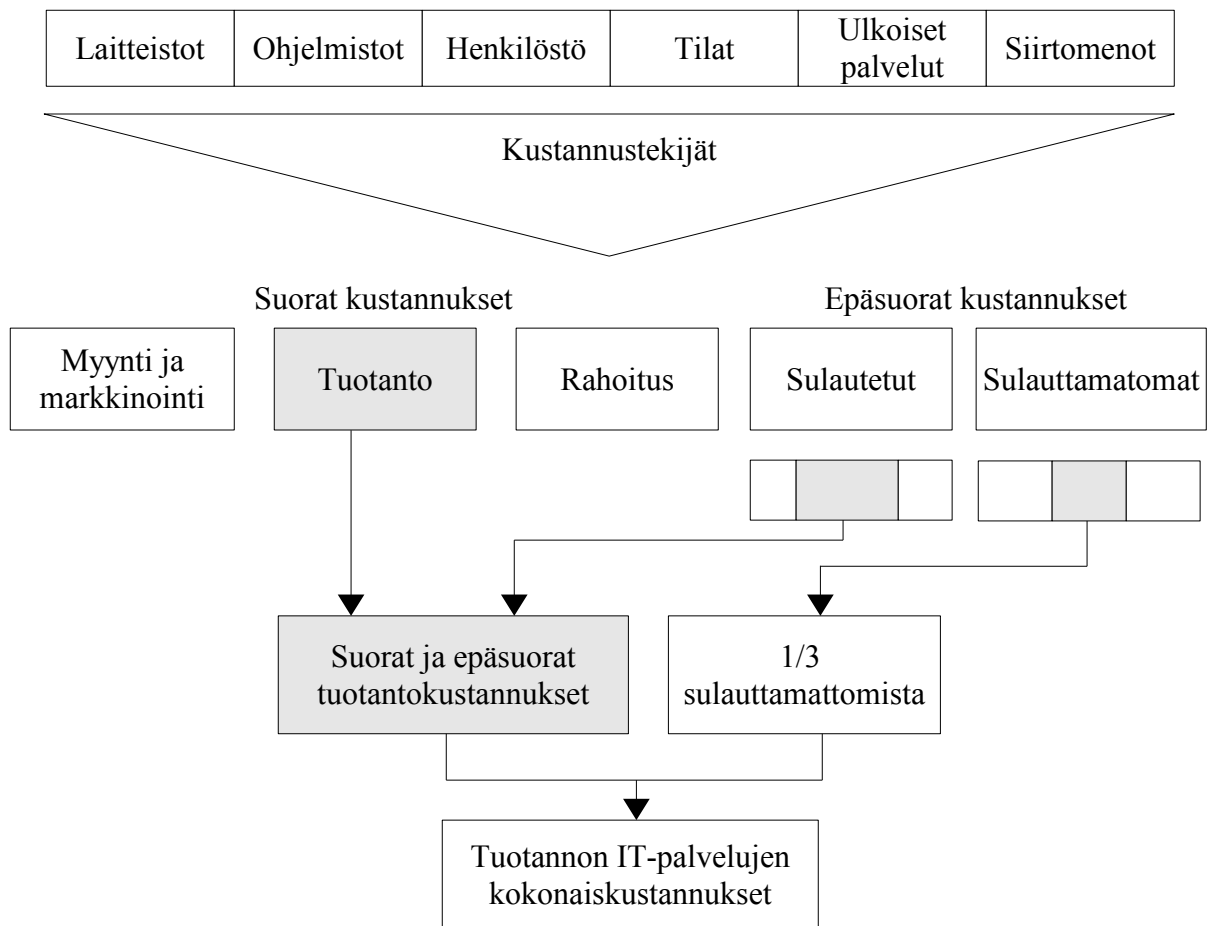 Laitteistot
Ohjelmistot
Henkilöstö
Tilat
Ulkoiset
palvelut
Siirtomenot
Kustannustekijät
Suorat kustannukset
Epäsuorat kustannukset
Myynti ja
markkinointi
Tuotanto
Rahoitus
Sulautetut
Sulauttamatomat
Suorat ja epäsuorat
tuotantokustannukset
1/3
sulauttamattomista
Tuotannon IT-palvelujen
kokonaiskustannukset